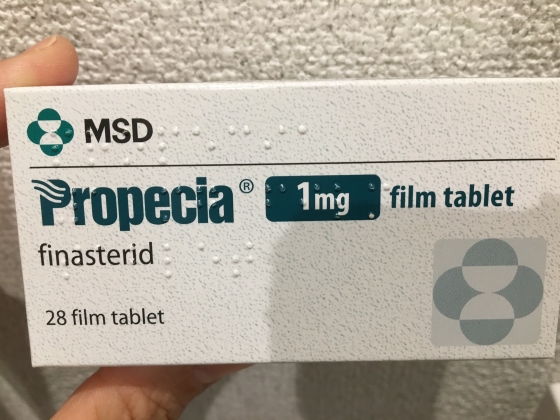 MSD
Propecia® 1mg film tablet
finasterid
28 film tablet